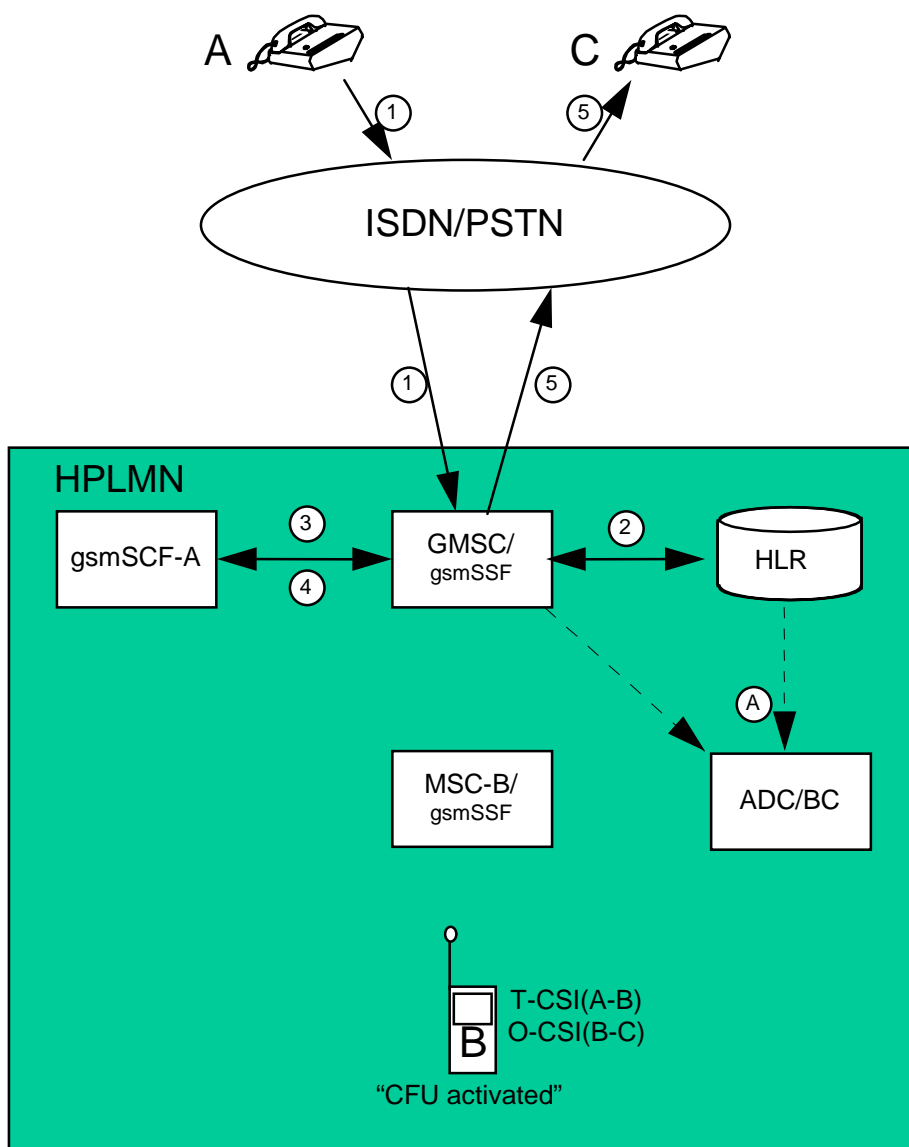 A
C
1
5
ISDN/PSTN
1
5
HPLMN
gsmSCF-A
3
4
GMSC/
gsmSSF
2
HLR
A
MSC-B/
gsmSSF
ADC/BC
T-CSI(A-B)
O-CSI(B-C)
B
“CFU activated”